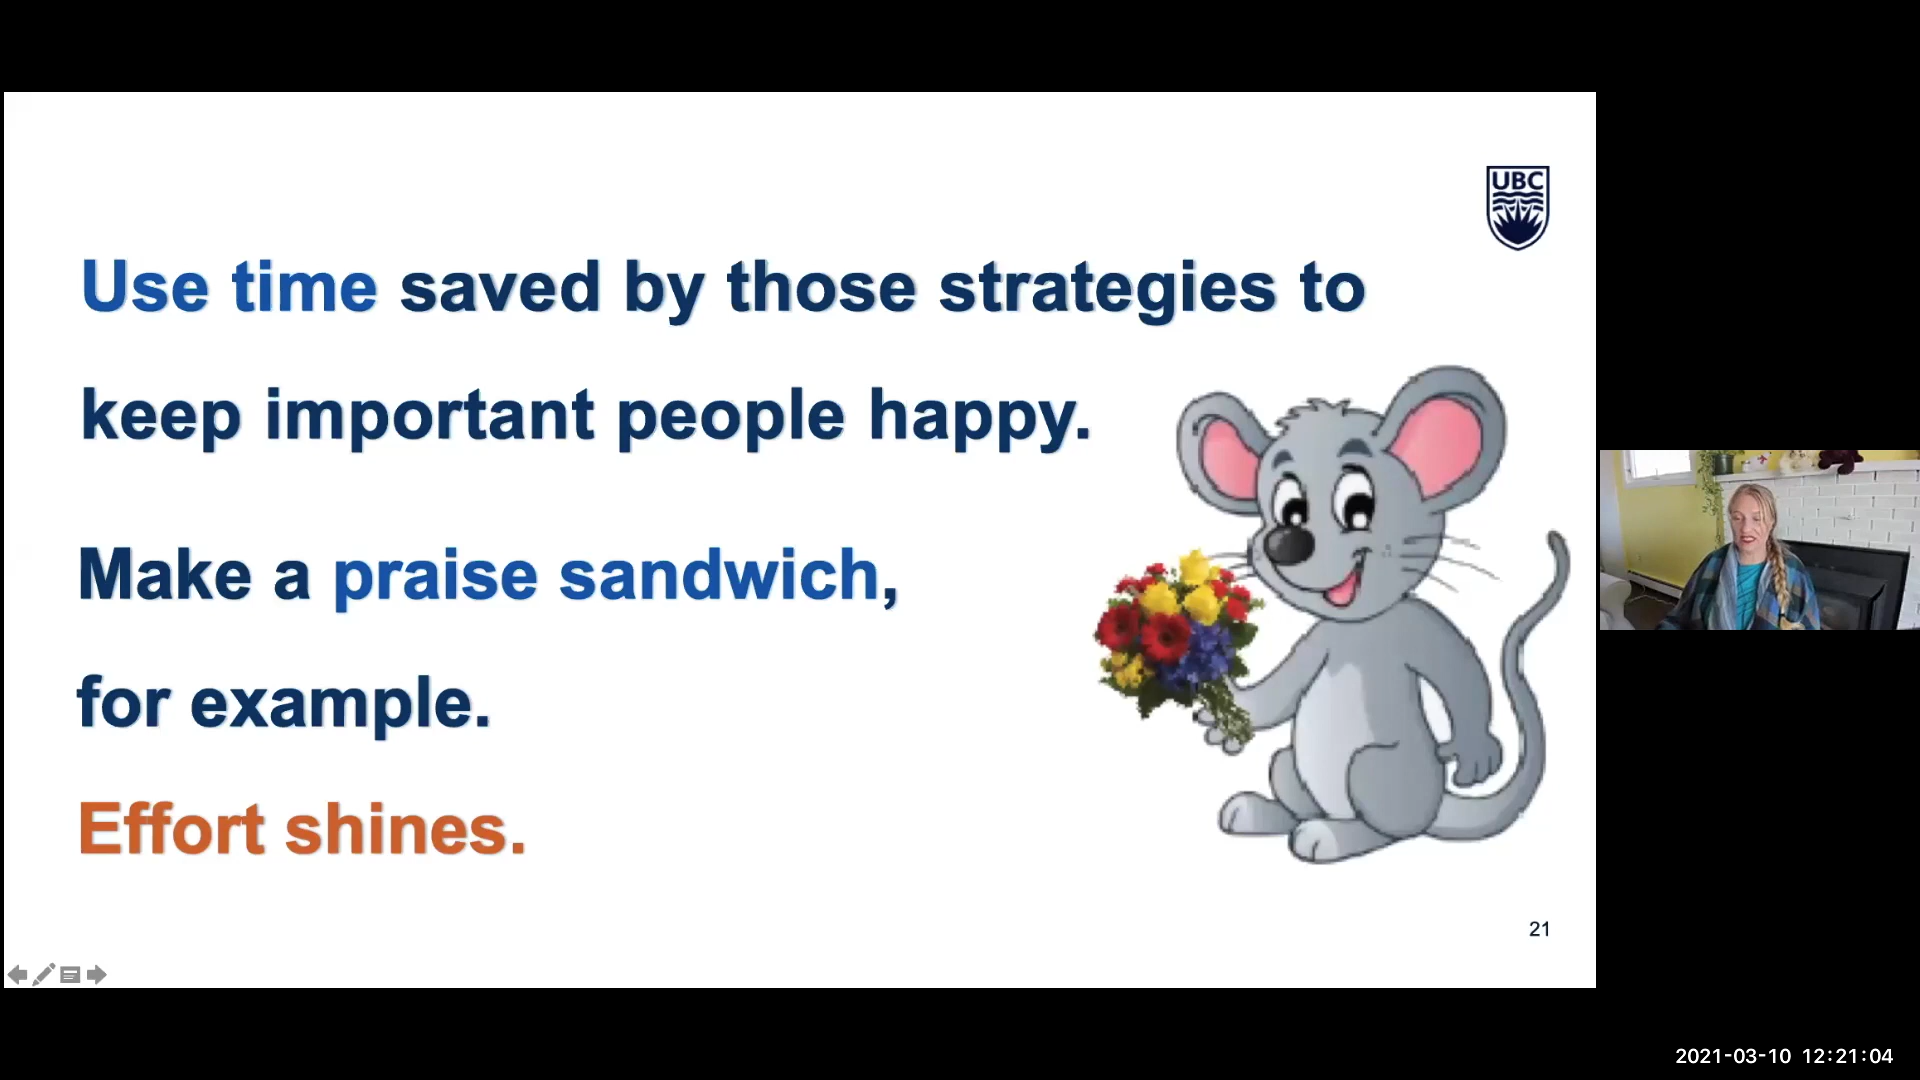 UBC
Use time saved by those strategies to
keep important people happy.
Make a praise sandwich,
for example.
Effort shines.
21
2021-03-10 12:21:04